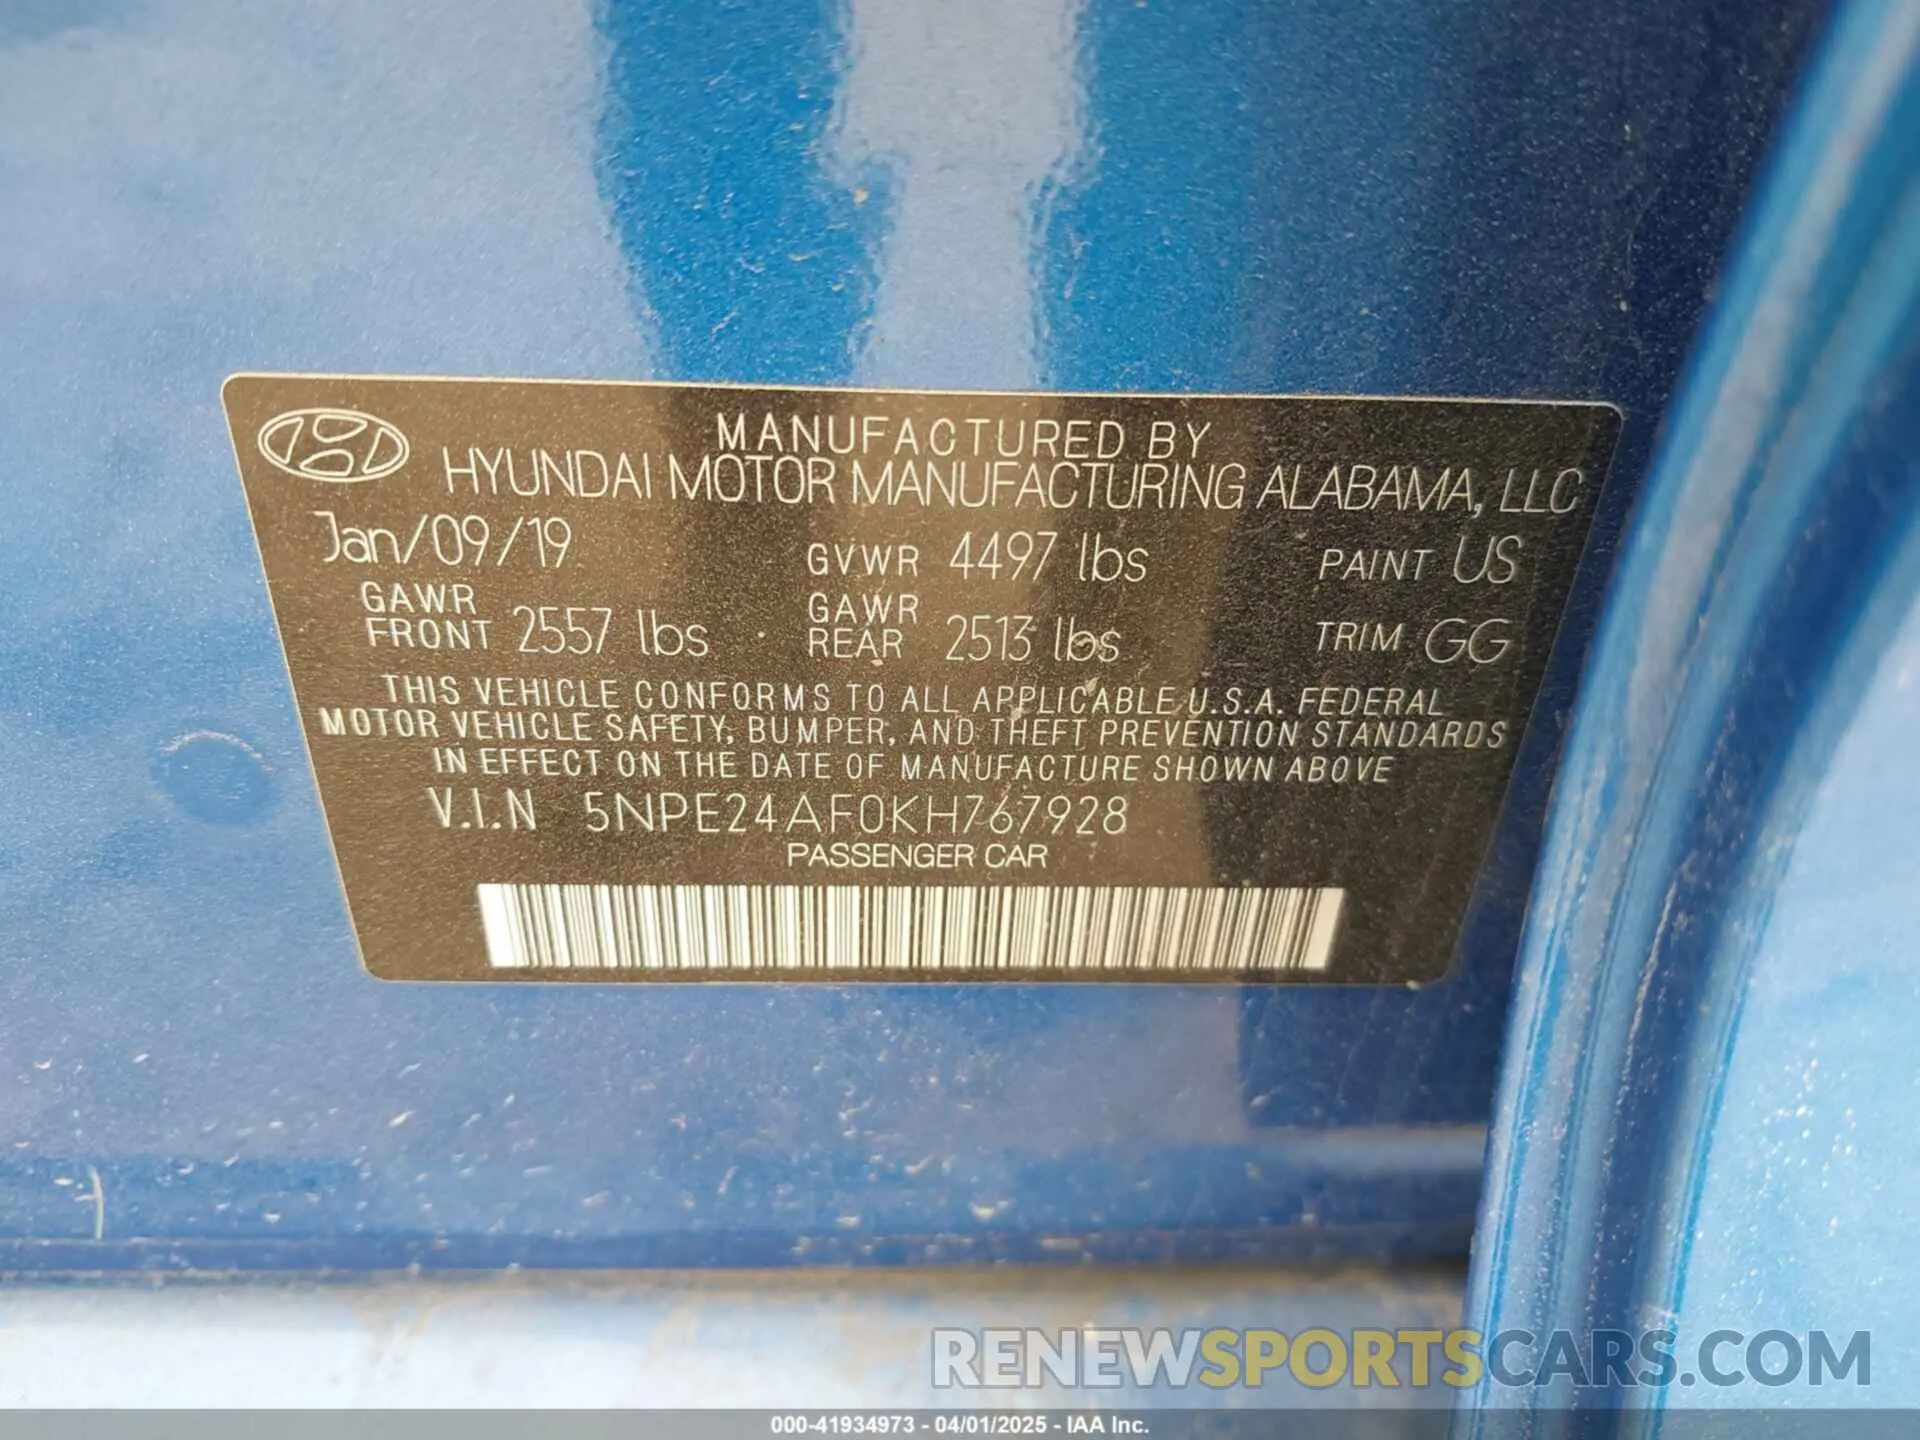 MANUFACTURED BY
HYUNDAI MOTOR MANUFACTURING ALABAMA, LLC
Jan/09/19 GVWR 4497 lbs PAINT US
GAWR FRONT 2557 lbs GAWR REAR 2513 lbs TRIM GG
THIS VEHICLE CONFORMS TO ALL APPLICABLE U.S.A. FEDERAL
MOTOR VEHICLE SAFETY, BUMPER, AND THEFT PREVENTION STANDARDS
IN EFFECT ON THE DATE OF MANUFACTURE SHOWN ABOVE
V.I.N 5NPE24AF0KH767928
PASSENGER CAR
RENEWSPORTSCARS.COM
000-41934973 - 04/01/2025 - IAA Inc.